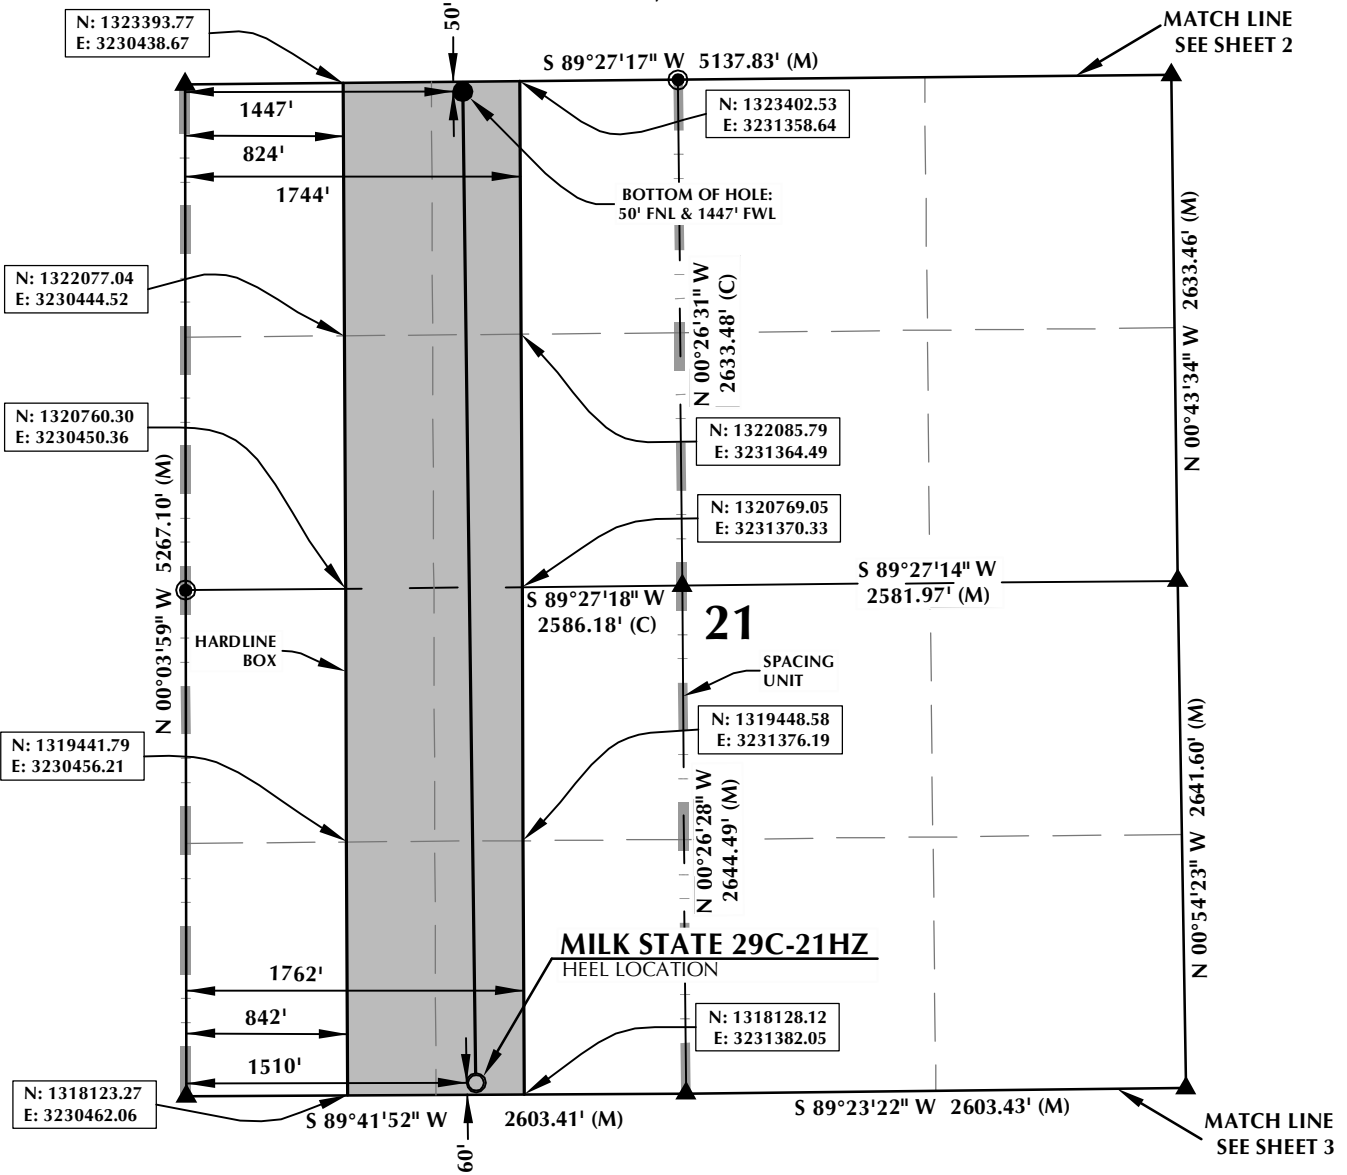 50'
N: 1323393.77
E: 3230438.67
MATCH LINE
SEE SHEET 2
S 89°27'17" W 5137.83' (M)
1447'
N: 1323402.53
E: 3231358.64
824'
1744'
BOTTOM OF HOLE:
50' FNL & 1447' FWL
N 00°43'34" W 2633.46' (M)
N: 1322077.04
E: 3230444.52
N 00°26'31" W
2633.48' (C)
N: 1320760.30
E: 3230450.36
N: 1322085.79
E: 3231364.49
N 00°03'59" W 5267.10' (M)
N: 1320769.05
E: 3231370.33
S 89°27'14" W
2581.97' (M)
S 89°27'18" W
2586.18' (C)
21
HARDLINE
BOX
SPACING
UNIT
N: 1319448.58
E: 3231376.19
N: 1319441.79
E: 3230456.21
N 00°54'23" W 2641.60' (M)
N 00°26'28" W
2644.49' (M)
MILK STATE 29C-21HZ
HEEL LOCATION
1762'
842'
N: 1318128.12
E: 3231382.05
1510'
N: 1318123.27
E: 3230462.06
S 89°41'52" W 2603.41' (M)
S 89°23'22" W 2603.43' (M)
60'
MATCH LINE
SEE SHEET 3